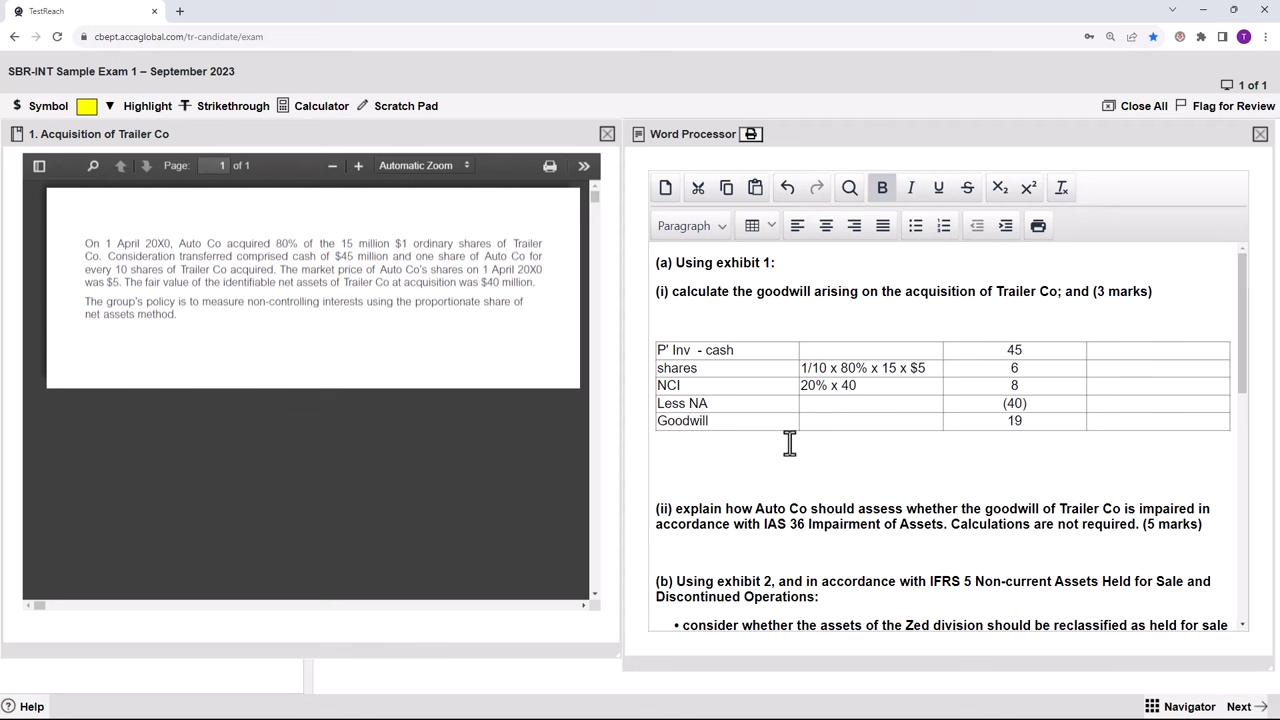 TestReach
cbept.accaglobal.com/tr-candidate/exam
T
SBR-INT Sample Exam 1 – September 2023
1 of 1
$ Symbol Highlight Strikethrough Calculator Scratch Pad Close All Flag for Review
1. Acquisition of Trailer Co
Page: 1 of 1 Automatic Zoom
On 1 April 20X0, Auto Co acquired 80% of the 15 million $1 ordinary shares of Trailer
Co. Consideration transferred comprised cash of $45 million and one share of Auto Co for
every 10 shares of Trailer Co acquired. The market price of Auto Co's shares on 1 April 20X0
was $5. The fair value of the identifiable net assets of Trailer Co at acquisition was $40 million.
The group's policy is to measure non-controlling interests using the proportionate share of
net assets method.
Word Processor
B I U S X₂ X² Tx
Paragraph
(a) Using exhibit 1:
(i) calculate the goodwill arising on the acquisition of Trailer Co; and (3 marks)
P' Inv - cash 45
shares 1/10 x 80% x 15 x $5 6
NCI 20% x 40 8
Less NA (40)
Goodwill 19
(ii) explain how Auto Co should assess whether the goodwill of Trailer Co is impaired in
accordance with IAS 36 Impairment of Assets. Calculations are not required. (5 marks)
(b) Using exhibit 2, and in accordance with IFRS 5 Non-current Assets Held for Sale and
Discontinued Operations:
• consider whether the assets of the Zed division should be reclassified as held for sale
? Help
Navigator Next